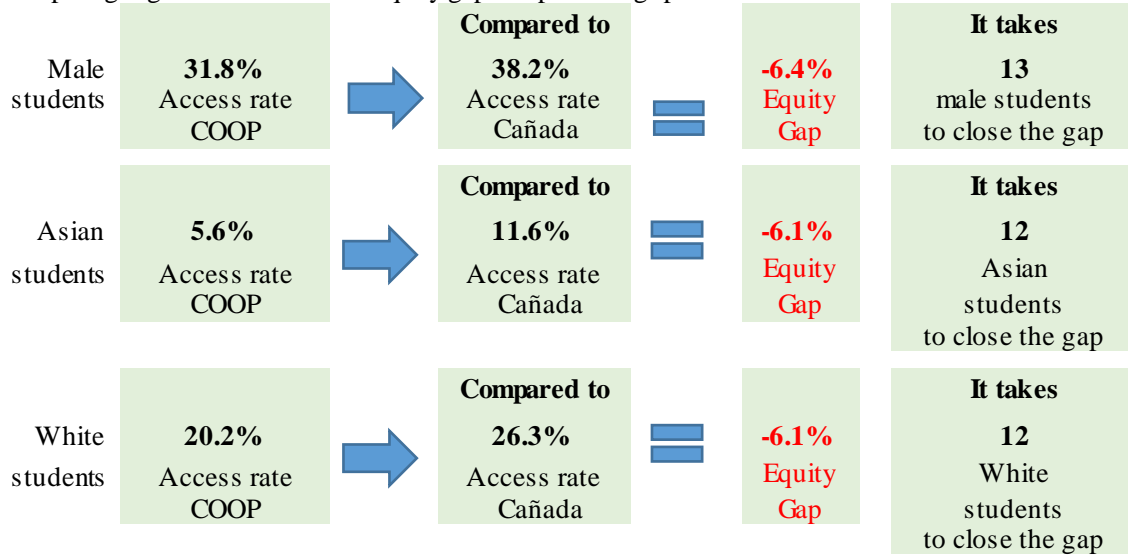 Compared to
It takes
Male
students
31.8%
Access rate
COOP
38.2%
Access rate
Cañada
-6.4%
Equity
Gap
13
male students
to close the gap
Compared to
It takes
Asian
students
5.6%
Access rate
COOP
11.6%
Access rate
Cañada
-6.1%
Equity
Gap
12
Asian
students
to close the gap
Compared to
It takes
White
students
20.2%
Access rate
COOP
26.3%
Access rate
Cañada
-6.1%
Equity
Gap
12
White
students
to close the gap